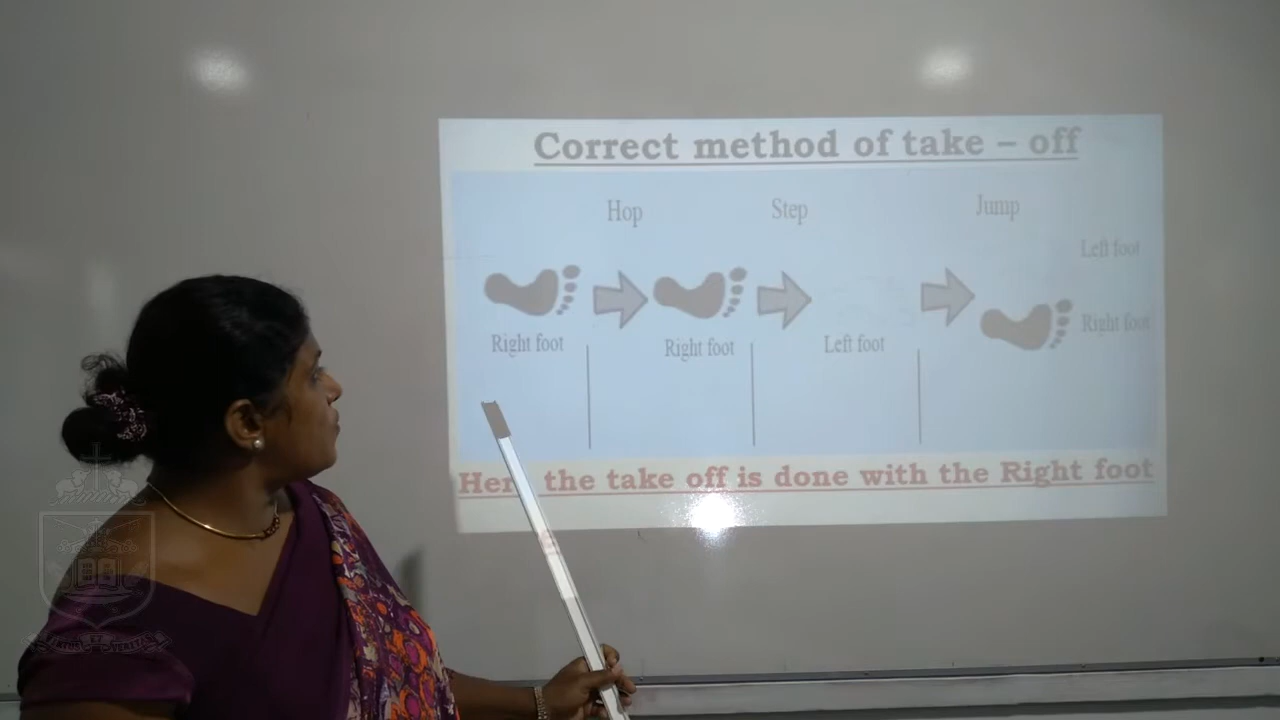 Correct method of take – off
Hop Step Jump
Left foot
Right foot Right foot Left foot Right foot
the take off is done with the Right foot